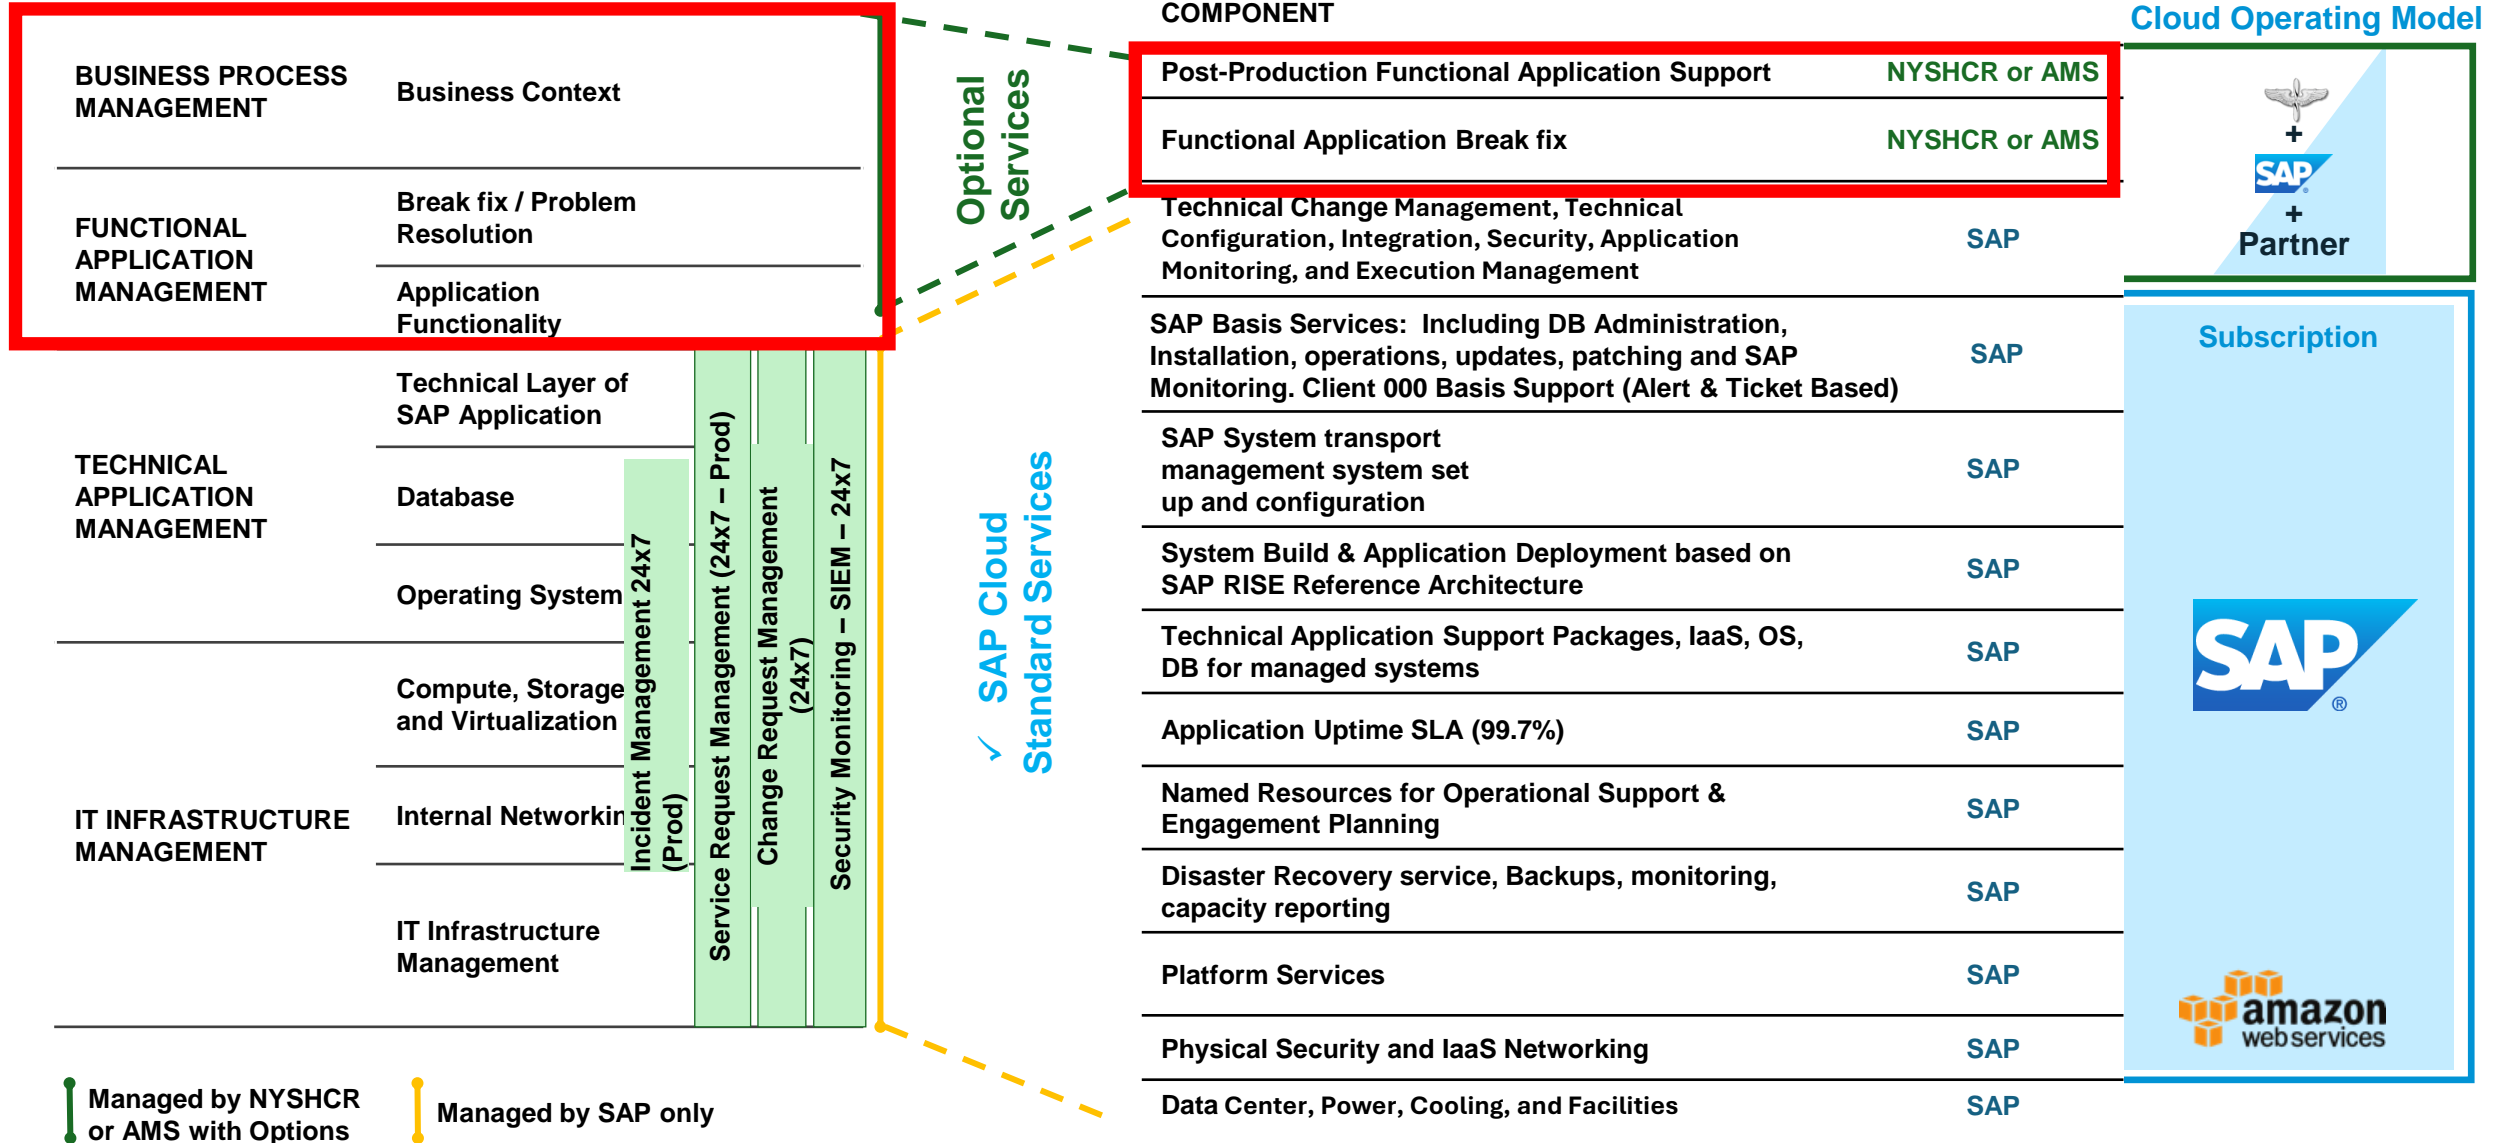 COMPONENT
Cloud Operating Model
BUSINESS PROCESS
MANAGEMENT
Business Context
FUNCTIONAL
APPLICATION
MANAGEMENT
Break fix / Problem
Resolution
Application
Functionality
TECHNICAL
APPLICATION
MANAGEMENT
Technical Layer of
SAP Application
Database
Operating System
IT INFRASTRUCTURE
MANAGEMENT
Compute, Storage
and Virtualization
Internal Networkin
IT Infrastructure
Management
Incident Management 24x7
(Prod)
Service Request Management (24x7 – Prod)
Change Request Management
(24x7)
Security Monitoring – SIEM – 24x7
Managed by NYSHCR
or AMS with Options
Managed by SAP only
Optional
Services
✓ SAP Cloud
Standard Services
Post-Production Functional Application Support NYSHCR or AMS
Functional Application Break fix NYSHCR or AMS
Technical Change Management, Technical
Configuration, Integration, Security, Application
Monitoring, and Execution Management
SAP
SAP Basis Services: Including DB Administration,
Installation, operations, updates, patching and SAP
Monitoring. Client 000 Basis Support (Alert & Ticket Based)
SAP
SAP System transport
management system set
up and configuration
SAP
System Build & Application Deployment based on
SAP RISE Reference Architecture
SAP
Technical Application Support Packages, IaaS, OS,
DB for managed systems
SAP
Application Uptime SLA (99.7%) SAP
Named Resources for Operational Support &
Engagement Planning
SAP
Disaster Recovery service, Backups, monitoring,
capacity reporting
SAP
Platform Services SAP
Physical Security and IaaS Networking SAP
Data Center, Power, Cooling, and Facilities SAP
+
SAP
+
Partner
Subscription
SAP
®
amazon
webservices